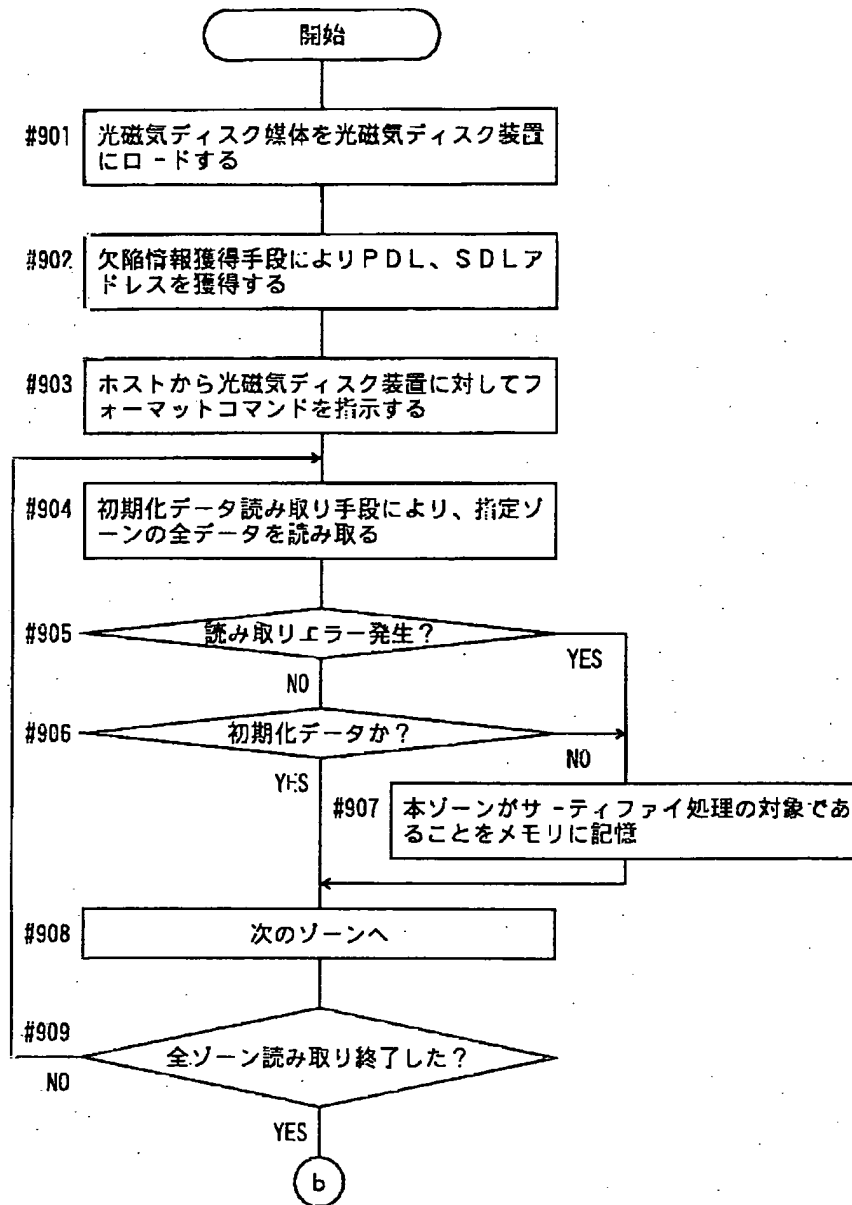 開始
#901
光磁気ディスク媒体を光磁気ディスク装置
にロードする
#902
欠陥情報獲得手段によりPDL、SDLア
ドレスを獲得する
#903
ホストから光磁気ディスク装置に対してフ
ォーマットコマンドを指示する
#904
初期化データ読み取り手段により、指定ゾ
ーンの全データを読み取る
#905
読み取りエラー発生?
YES
NO
#906
初期化データか?
NO
YES
#907
本ゾーンがサーティファイ処理の対象であ
ることをメモリに記憶
#908
次のゾーンへ
#909
全ゾーン読み取り終了した?
NO
YES
b